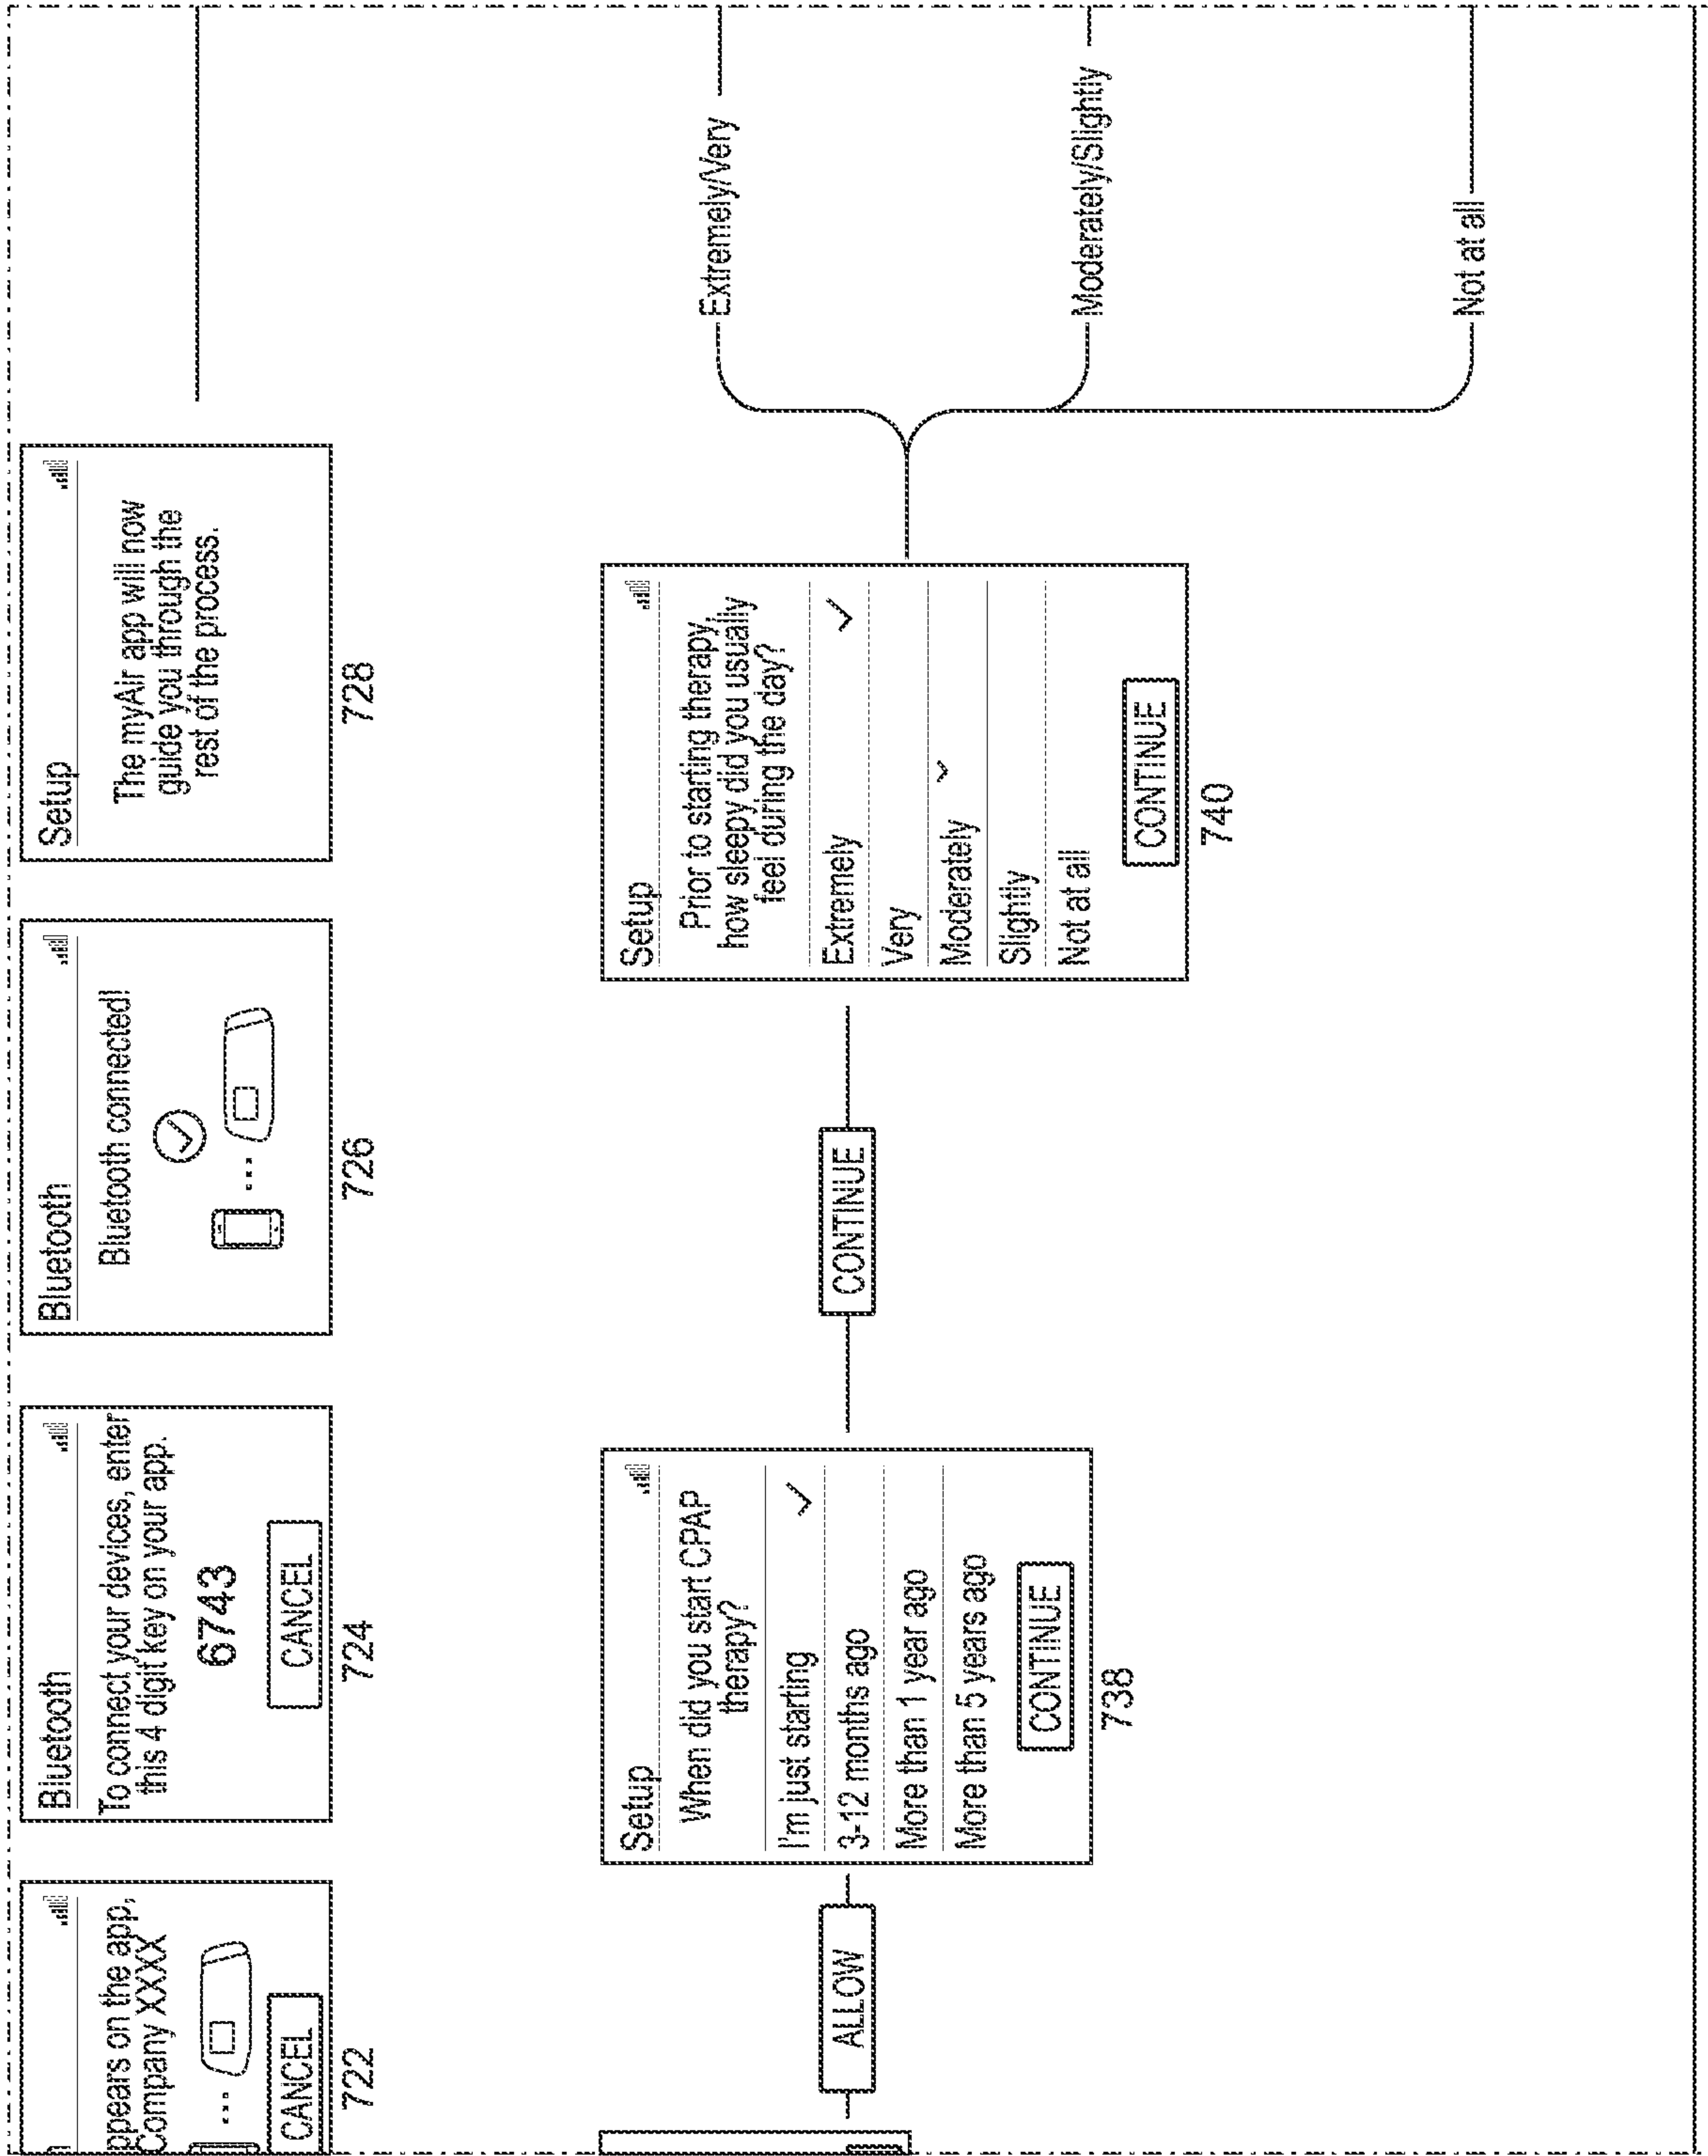 ppears on the app,
Company XXXX
CANCEL
722
Bluetooth
To connect your devices, enter
this 4 digit key on your app.
6743
CANCEL
724
Bluetooth
Bluetooth connected!
726
Setup
The myAir app will now
guide you through the
rest of the process.
728
ALLOW
Setup
When did you start CPAP
therapy?
I'm just starting
3-12 months ago
More than 1 year ago
More than 5 years ago
CONTINUE
738
CONTINUE
Setup
Prior to starting therapy,
how sleepy did you usually
feel during the day?
Extremely
Very
Moderately
Slightly
Not at all
CONTINUE
740
Extremely/Very
Moderately/Slightly
Not at all